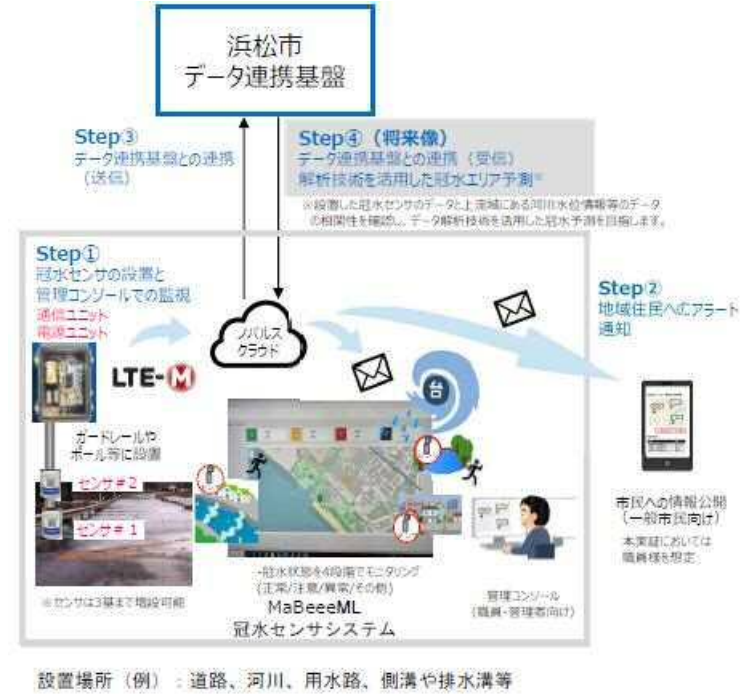 浜松市
データ連携基盤
Step③
データ連携基盤との連携
（送信）
Step④（将来像）
データ連携基盤との連携（受信）
解析技術を活用した冠水エリア予測※
※設置した冠水センサのデータと上流域にある河川水位情報等のデータ
の相関性を確認し、データ解析技術を活用した冠水予測を目指します。
Step①
冠水センサの設置と
管理コンソールでの監視
通信ユニット
電源ユニット
LTE-M
ノバルス
クラウド
Step②
地域住民へのアラート
通知
台
ガードレールや
ポール等に設置
センサ#2
センサ#1
※センサは3基まで増設可能
・冠水状態を4段階でモニタリング
(正常/注意/異常/その他)
MaBeeeML
冠水センサシステム
管理コンソール
(職員・管理者向け)
市民への情報公開
（一般市民向け）
本実証においては
職員様を想定
設置場所（例）：道路、河川、用水路、側溝や排水溝等